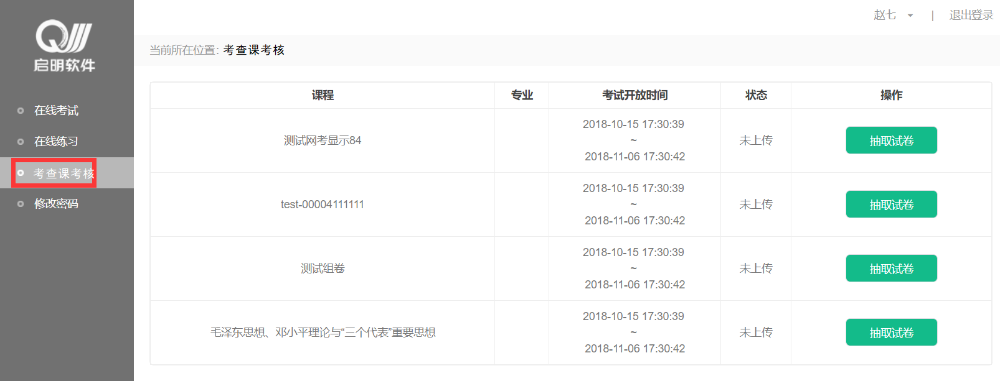 赵七 | 退出登录
启明软件
当前所在位置: 考查课考核
在线考试
在线练习
考查课考核
修改密码
课程 专业 考试开放时间 状态 操作
2018-10-15 17:30:39
测试网考显示84 ~ 未上传 抽取试卷
2018-11-06 17:30:42
2018-10-15 17:30:39
test-00004111111 ~ 未上传 抽取试卷
2018-11-06 17:30:42
2018-10-15 17:30:39
测试组卷 ~ 未上传 抽取试卷
2018-11-06 17:30:42
2018-10-15 17:30:39
毛泽东思想、邓小平理论与“三个代表”重要思想 ~ 未上传 抽取试卷
2018-11-06 17:30:42